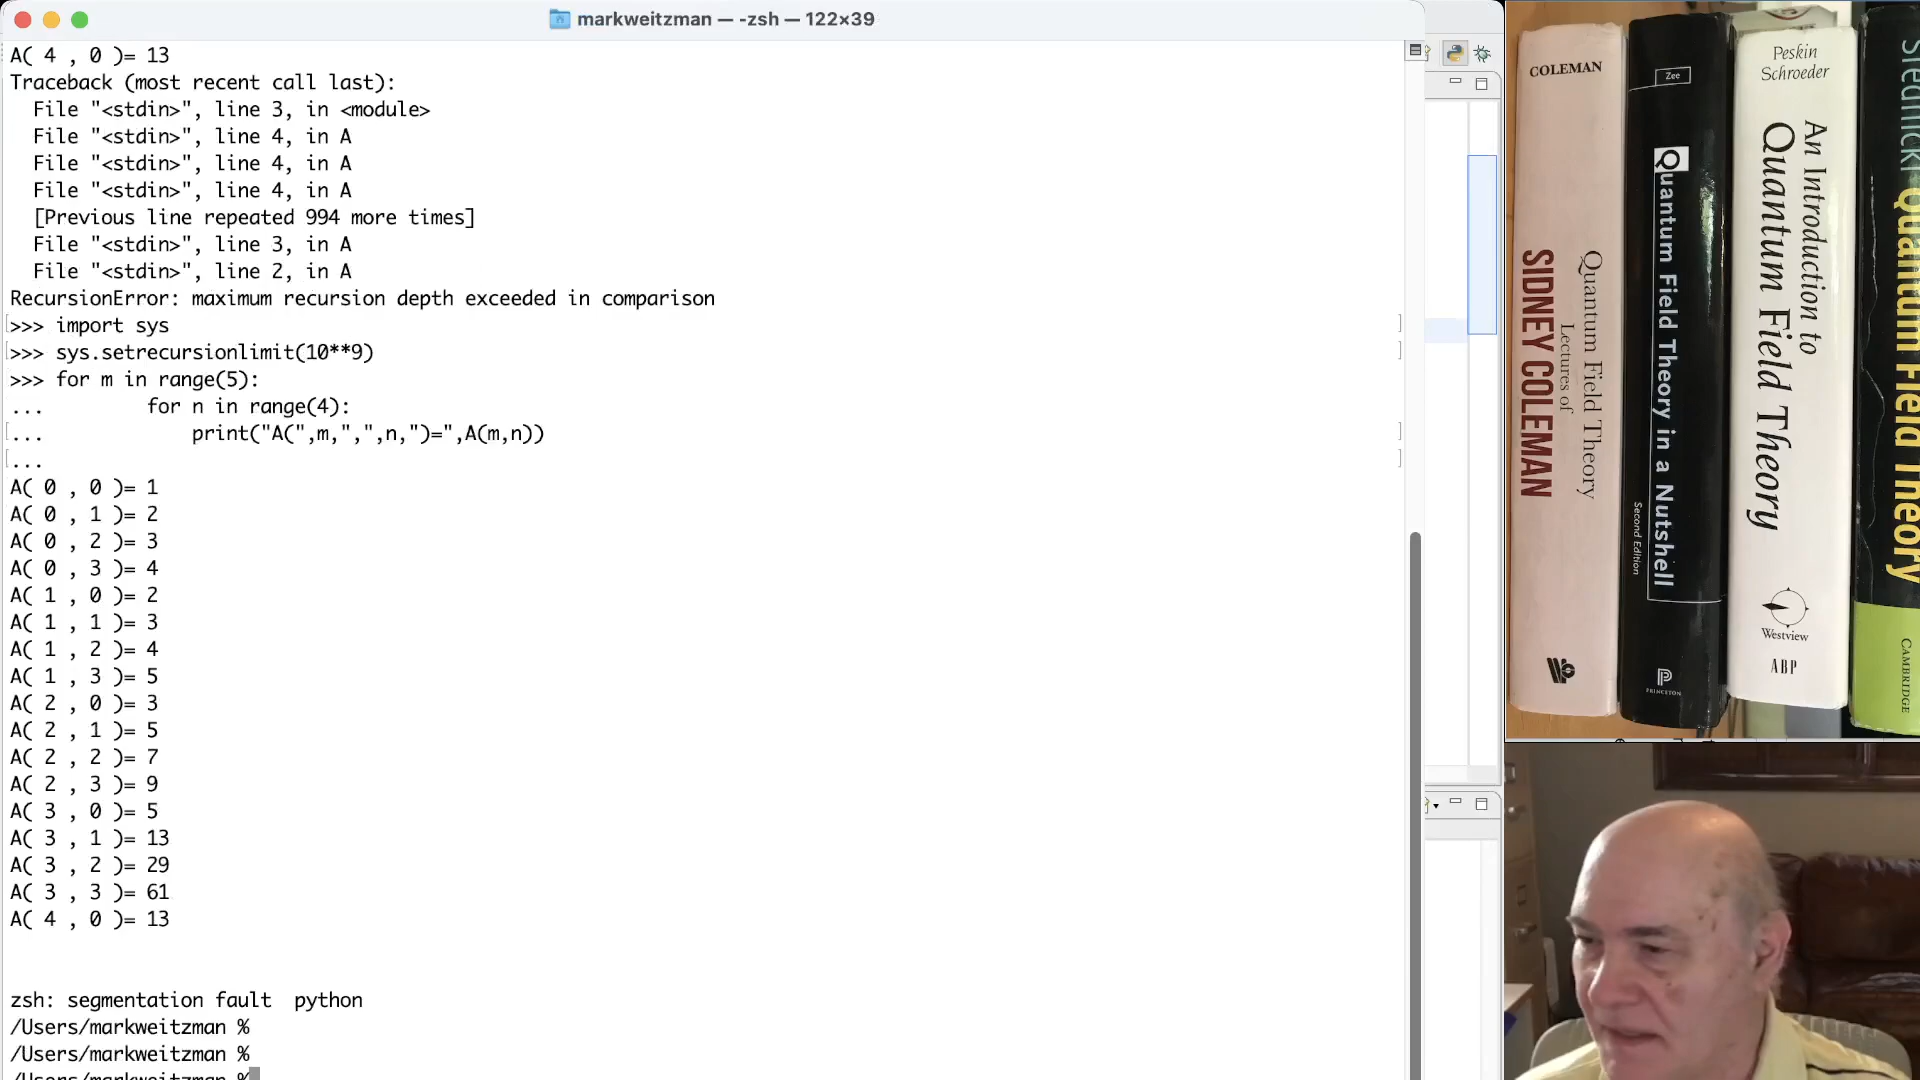 markweitzman — -zsh — 122×39
A( 4 , 0 )= 13
Traceback (most recent call last):
  File "<stdin>", line 3, in <module>
  File "<stdin>", line 4, in A
  File "<stdin>", line 4, in A
  File "<stdin>", line 4, in A
  [Previous line repeated 994 more times]
  File "<stdin>", line 3, in A
  File "<stdin>", line 2, in A
RecursionError: maximum recursion depth exceeded in comparison
>>> import sys
>>> sys.setrecursionlimit(10**9)
>>> for m in range(5):
...         for n in range(4):
...             print("A(",m,",",n,")=",A(m,n))
...
A( 0 , 0 )= 1
A( 0 , 1 )= 2
A( 0 , 2 )= 3
A( 0 , 3 )= 4
A( 1 , 0 )= 2
A( 1 , 1 )= 3
A( 1 , 2 )= 4
A( 1 , 3 )= 5
A( 2 , 0 )= 3
A( 2 , 1 )= 5
A( 2 , 2 )= 7
A( 2 , 3 )= 9
A( 3 , 0 )= 5
A( 3 , 1 )= 13
A( 3 , 2 )= 29
A( 3 , 3 )= 61
A( 4 , 0 )= 13
zsh: segmentation fault  python
/Users/markweitzman %
/Users/markweitzman %
/Users/markweitzman %
COLEMAN
Quantum Field Theory
Lectures of
SIDNEY COLEMAN
Zee
Quantum Field Theory in a Nutshell
Second Edition
PRINCETON
Peskin
Schroeder
An Introduction to
Quantum Field Theory
Westview
ABP
Srednicki
Quantum Field Theory
CAMBRIDGE